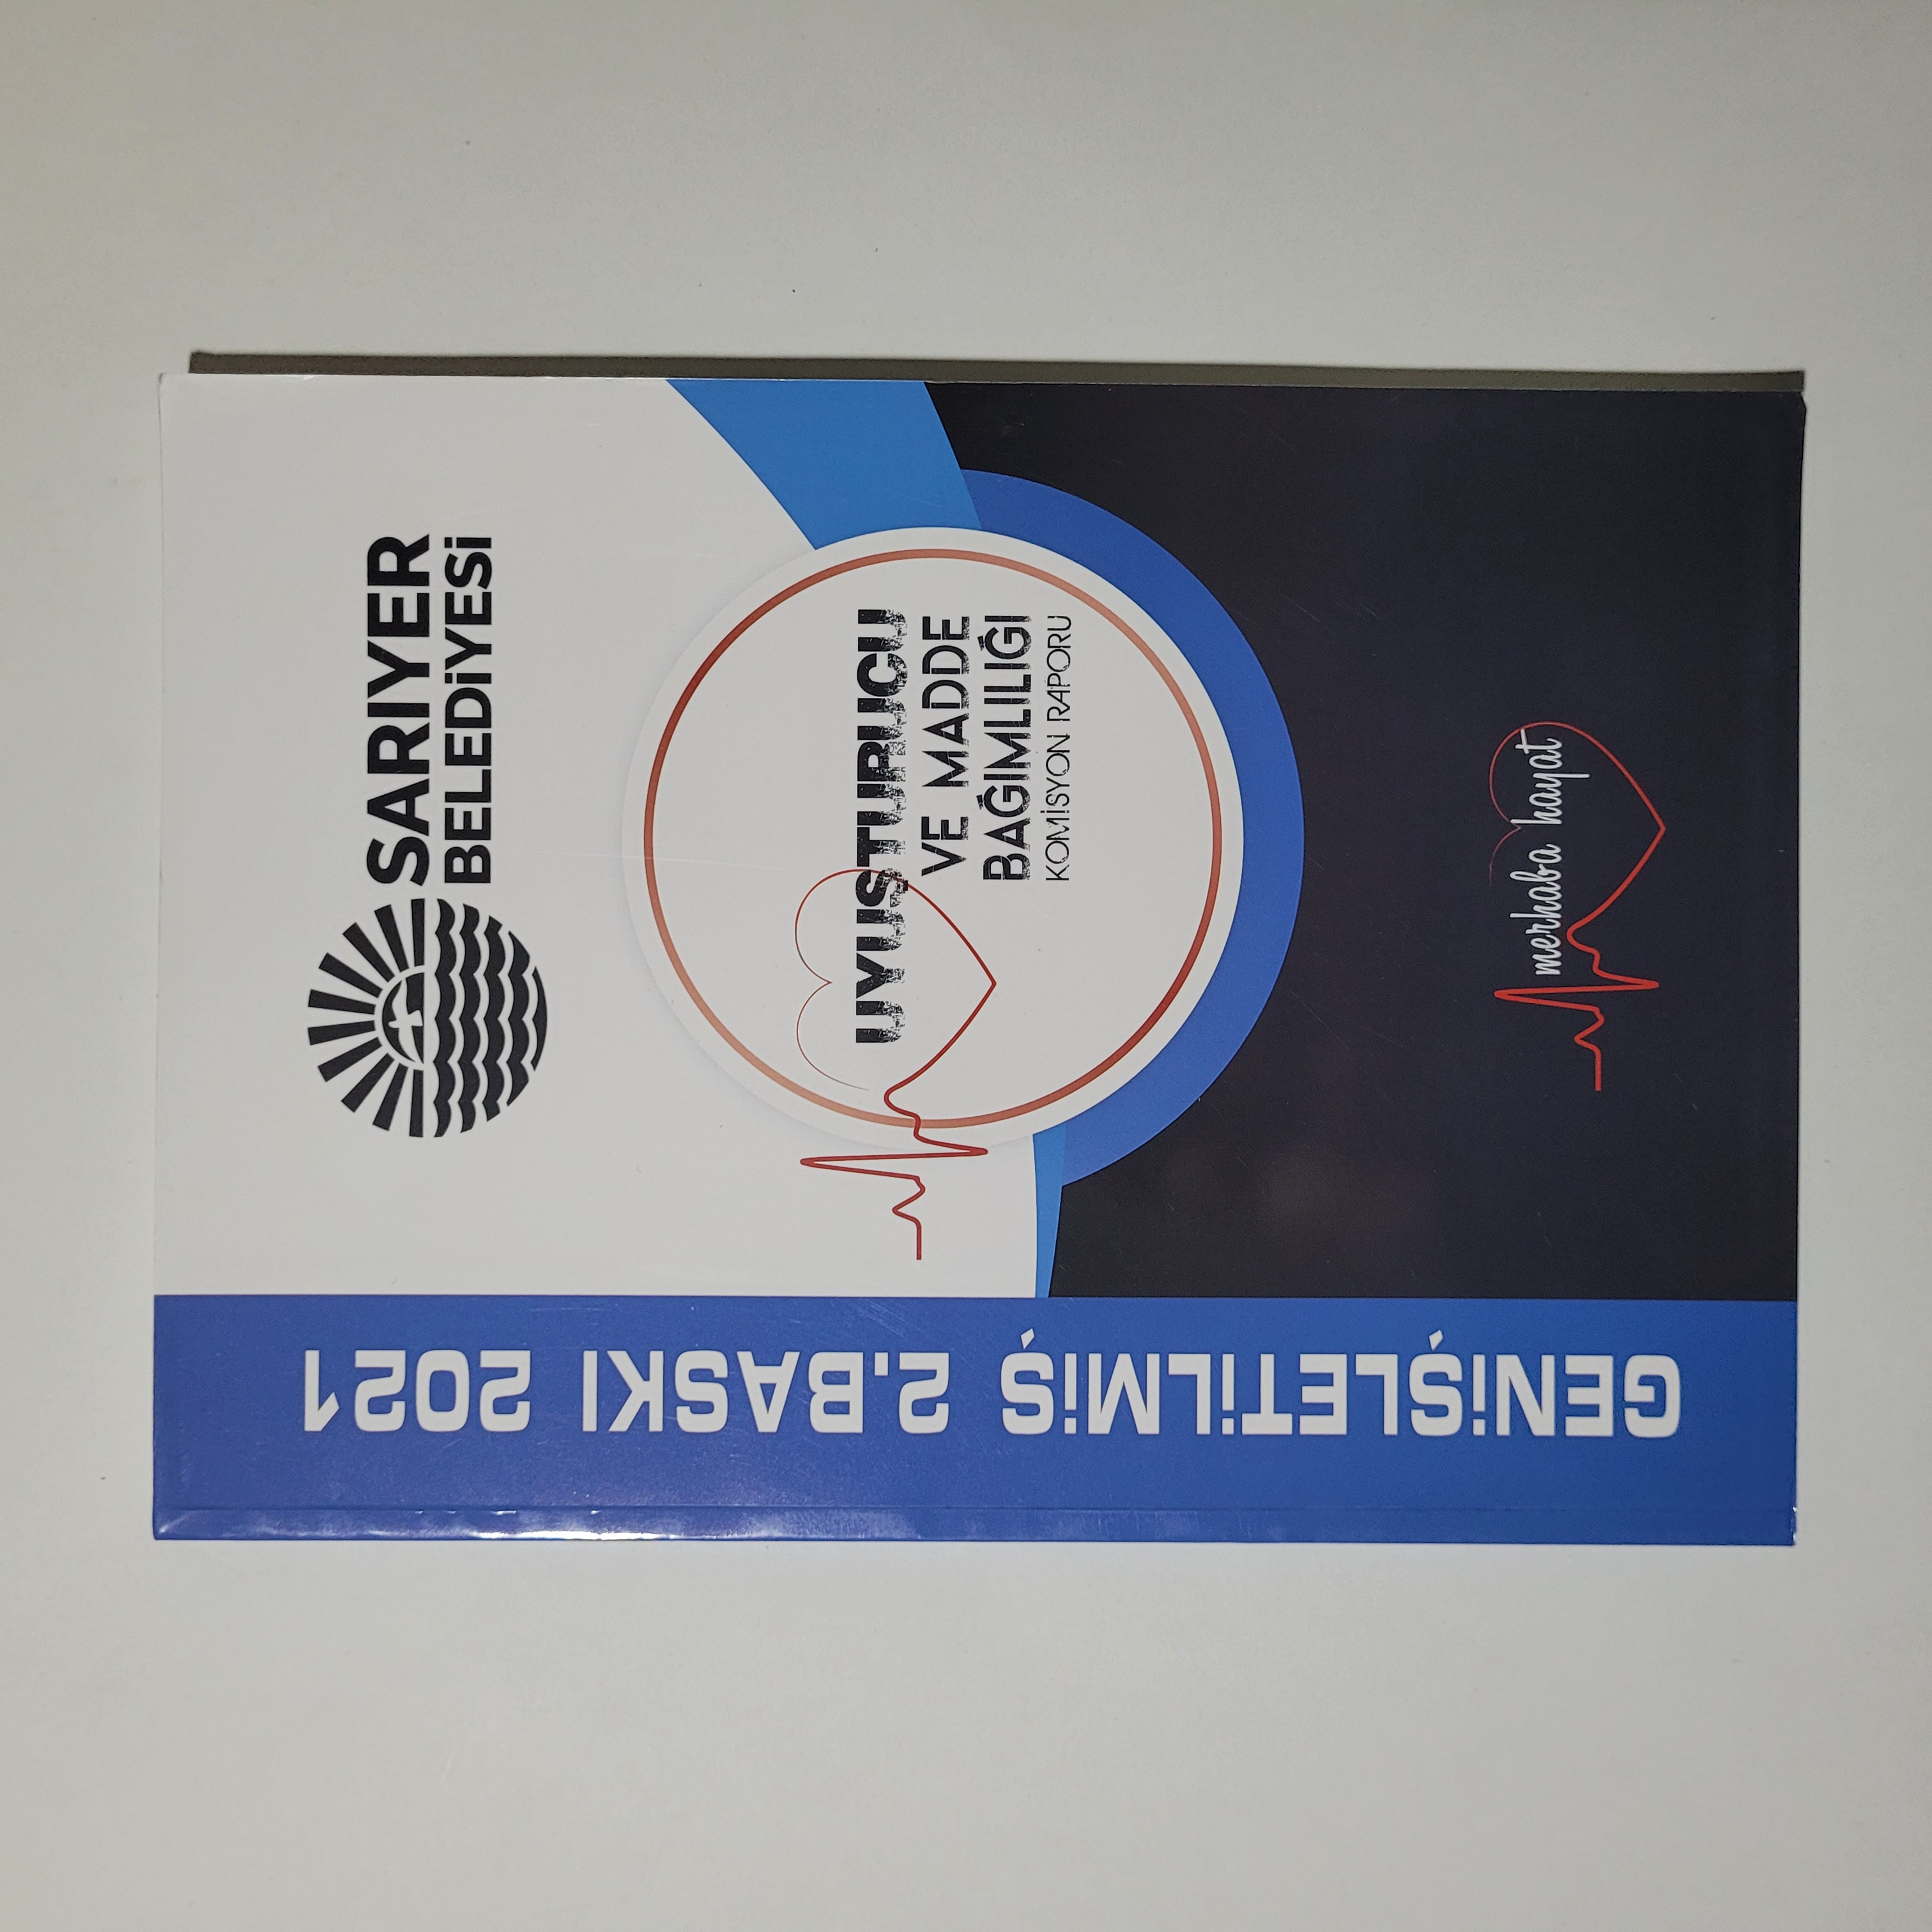 SARIYER
BELEDİYESİ
UYUŞTURUCU
VE MADDE
BAĞIMLILIĞI
KOMİSYON RAPORU
merhaba hayat
GENİŞLETİLMİŞ 2.BASKI 2021